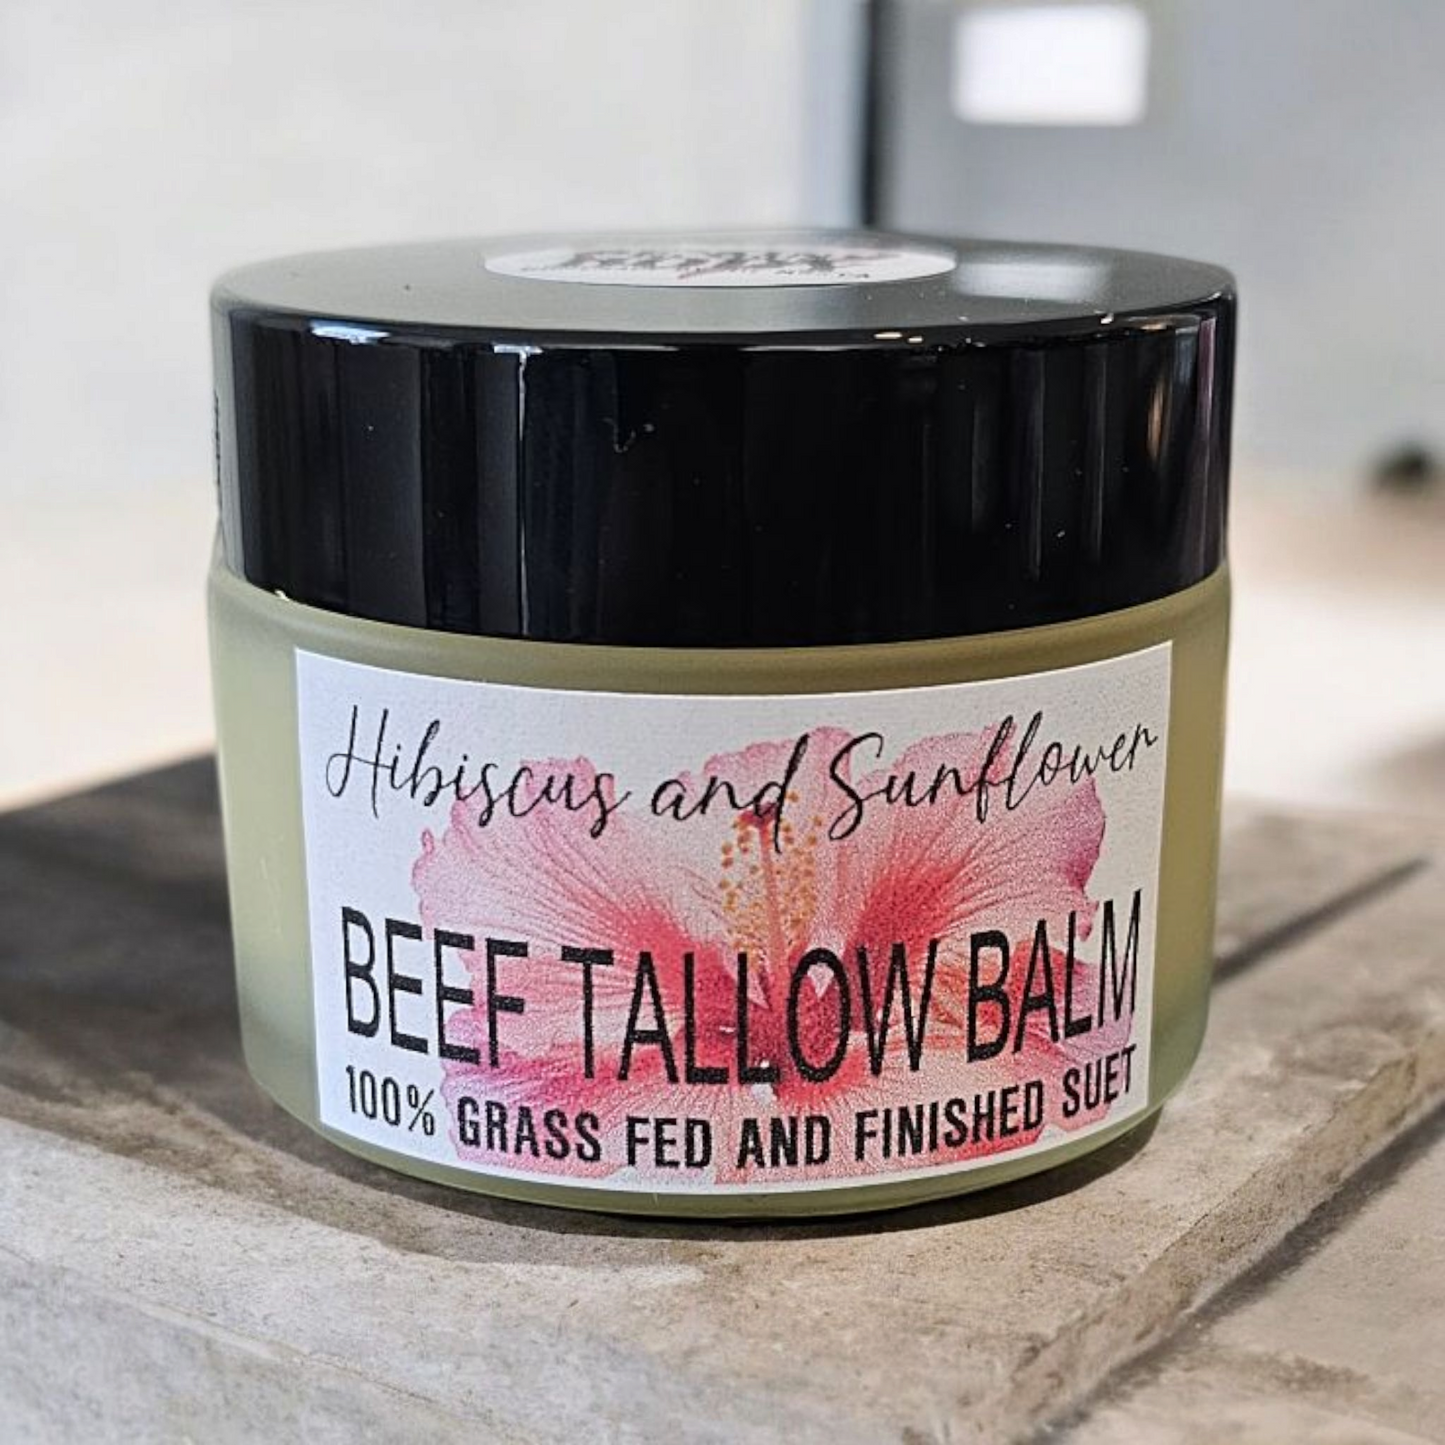 Hibiscus and Sunflower
BEEF TALLOW BALM
100% GRASS FED AND FINISHED SUET